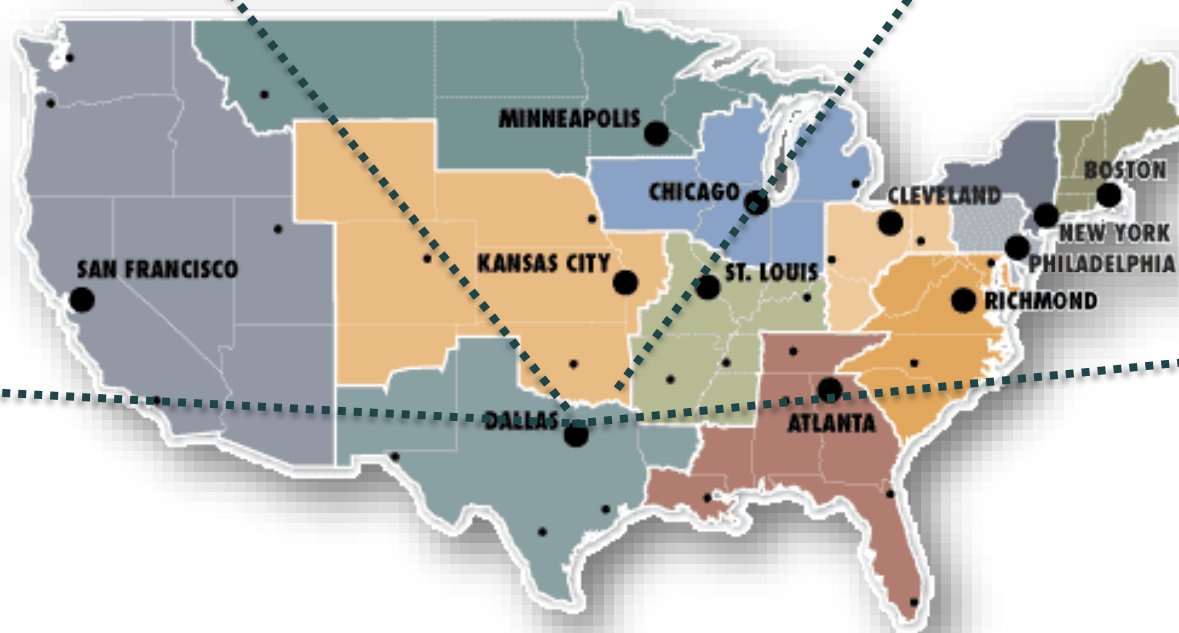 MINNEAPOLIS
BOSTON
CHICAGO
CLEVELAND
NEW YORK
PHILADELPHIA
SAN FRANCISCO
KANSAS CITY
ST. LOUIS
RICHMOND
DALLAS
ATLANTA